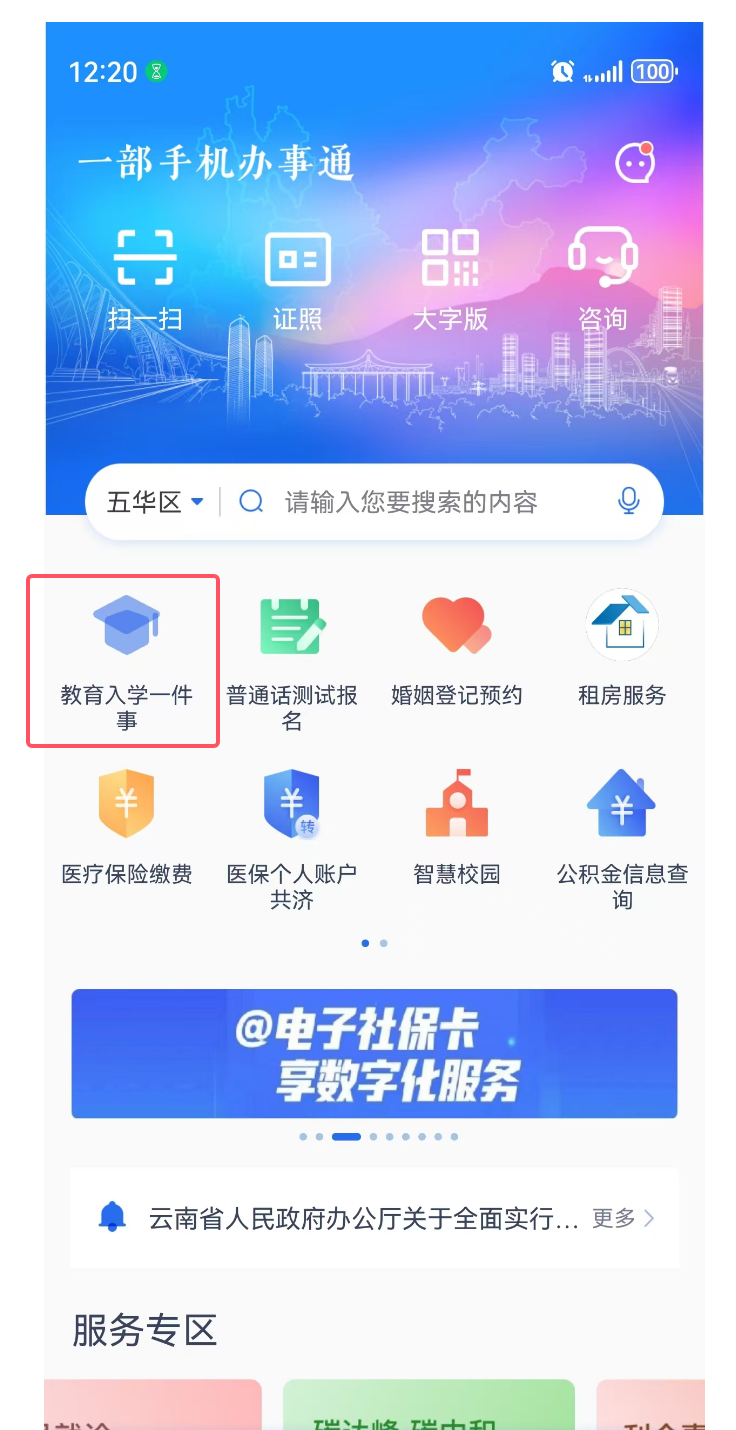 12:20
100
一部手机办事通
扫一扫 证照 大字版 咨询
五华区 请输入您要搜索的内容
教育入学一件事
普通话测试报名
婚姻登记预约
租房服务
医疗保险缴费
转
医保个人账户共济
智慧校园
公积金信息查询
@电子社保卡
享数字化服务
云南省人民政府办公厅关于全面实行... 更多
服务专区
碳达峰 碳中和